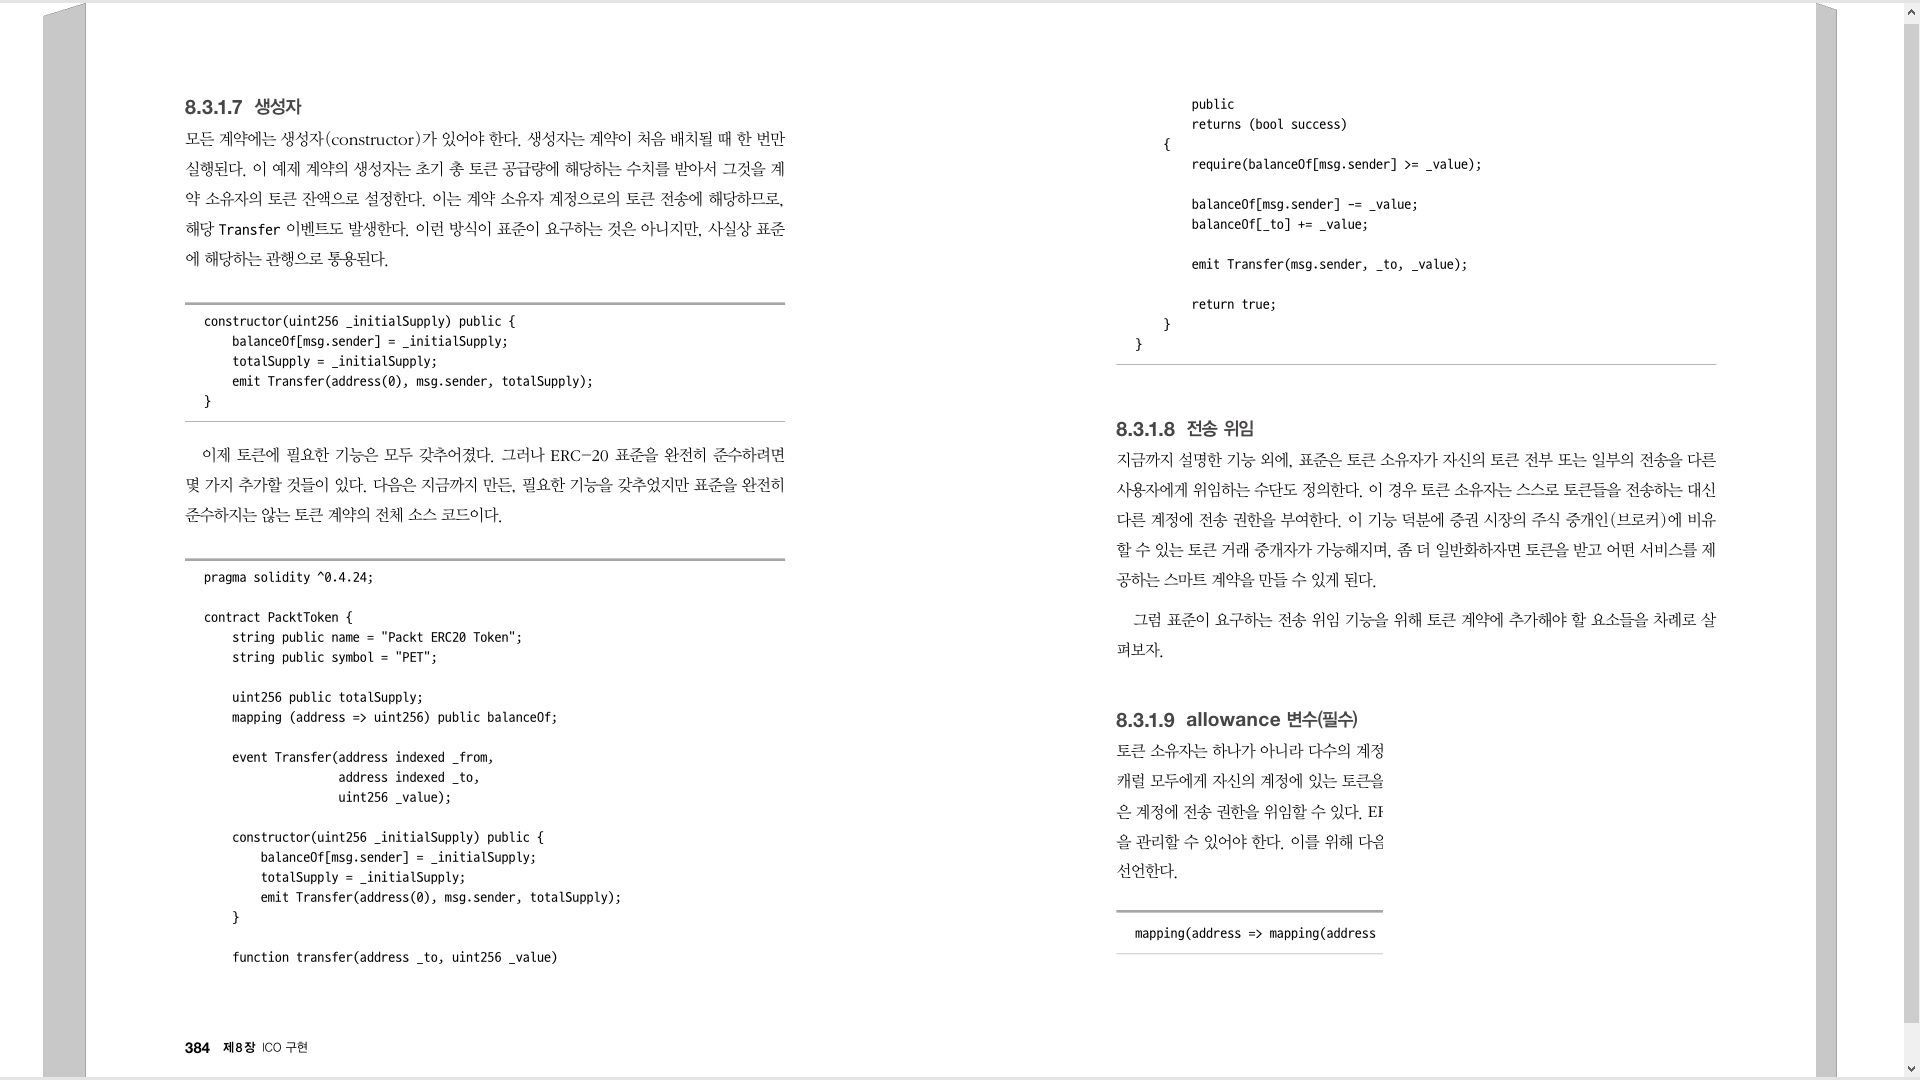 8.3.1.7 생성자
모든 계약에는 생성자(constructor)가 있어야 한다. 생성자는 계약이 처음 배치될 때 한 번만
실행된다. 이 예제 계약의 생성자는 초기 총 토큰 공급량에 해당하는 수치를 받아서 그것을 계
약 소유자의 토큰 잔액으로 설정한다. 이는 계약 소유자 계정으로의 토큰 전송에 해당하므로,
해당 Transfer 이벤트도 발생한다. 이런 방식이 표준이 요구하는 것은 아니지만, 사실상 표준
에 해당하는 관행으로 통용된다.
constructor(uint256 _initialSupply) public {
balanceOf[msg.sender] = _initialSupply;
totalSupply = _initialSupply;
emit Transfer(address(0), msg.sender, totalSupply);
}
이제 토큰에 필요한 기능은 모두 갖추어졌다. 그러나 ERC-20 표준을 완전히 준수하려면
몇 가지 추가할 것들이 있다. 다음은 지금까지 만든, 필요한 기능을 갖추었지만 표준을 완전히
준수하지는 않는 토큰 계약의 전체 소스 코드이다.
pragma solidity ^0.4.24;
contract PacktToken {
string public name = "Packt ERC20 Token";
string public symbol = "PET";
uint256 public totalSupply;
mapping (address => uint256) public balanceOf;
event Transfer(address indexed _from,
address indexed _to,
uint256 _value);
constructor(uint256 _initialSupply) public {
balanceOf[msg.sender] = _initialSupply;
totalSupply = _initialSupply;
emit Transfer(address(0), msg.sender, totalSupply);
}
function transfer(address _to, uint256 _value)
384 제8장 ICO 구현
public
returns (bool success)
{
require(balanceOf[msg.sender] >= _value);
balanceOf[msg.sender] -= _value;
balanceOf[_to] += _value;
emit Transfer(msg.sender, _to, _value);
return true;
}
}
8.3.1.8 전송 위임
지금까지 설명한 기능 외에, 표준은 토큰 소유자가 자신의 토큰 전부 또는 일부의 전송을 다른
사용자에게 위임하는 수단도 정의한다. 이 경우 토큰 소유자는 스스로 토큰들을 전송하는 대신
다른 계정에 전송 권한을 부여한다. 이 기능 덕분에 증권 시장의 주식 중개인(브로커)에 비유
할 수 있는 토큰 거래 중개자가 가능해지며, 좀 더 일반화하자면 토큰을 받고 어떤 서비스를 제
공하는 스마트 계약을 만들 수 있게 된다.
그럼 표준이 요구하는 전송 위임 기능을 위해 토큰 계약에 추가해야 할 요소들을 차례로 살
펴보자.
8.3.1.9 allowance 변수(필수)
토큰 소유자는 하나가 아니라 다수의 계정
캐럴 모두에게 자신의 계정에 있는 토큰을
은 계정에 전송 권한을 위임할 수 있다.
을 관리할 수 있어야 한다. 이를 위해 다음
선언한다.
mapping(address => mapping(address